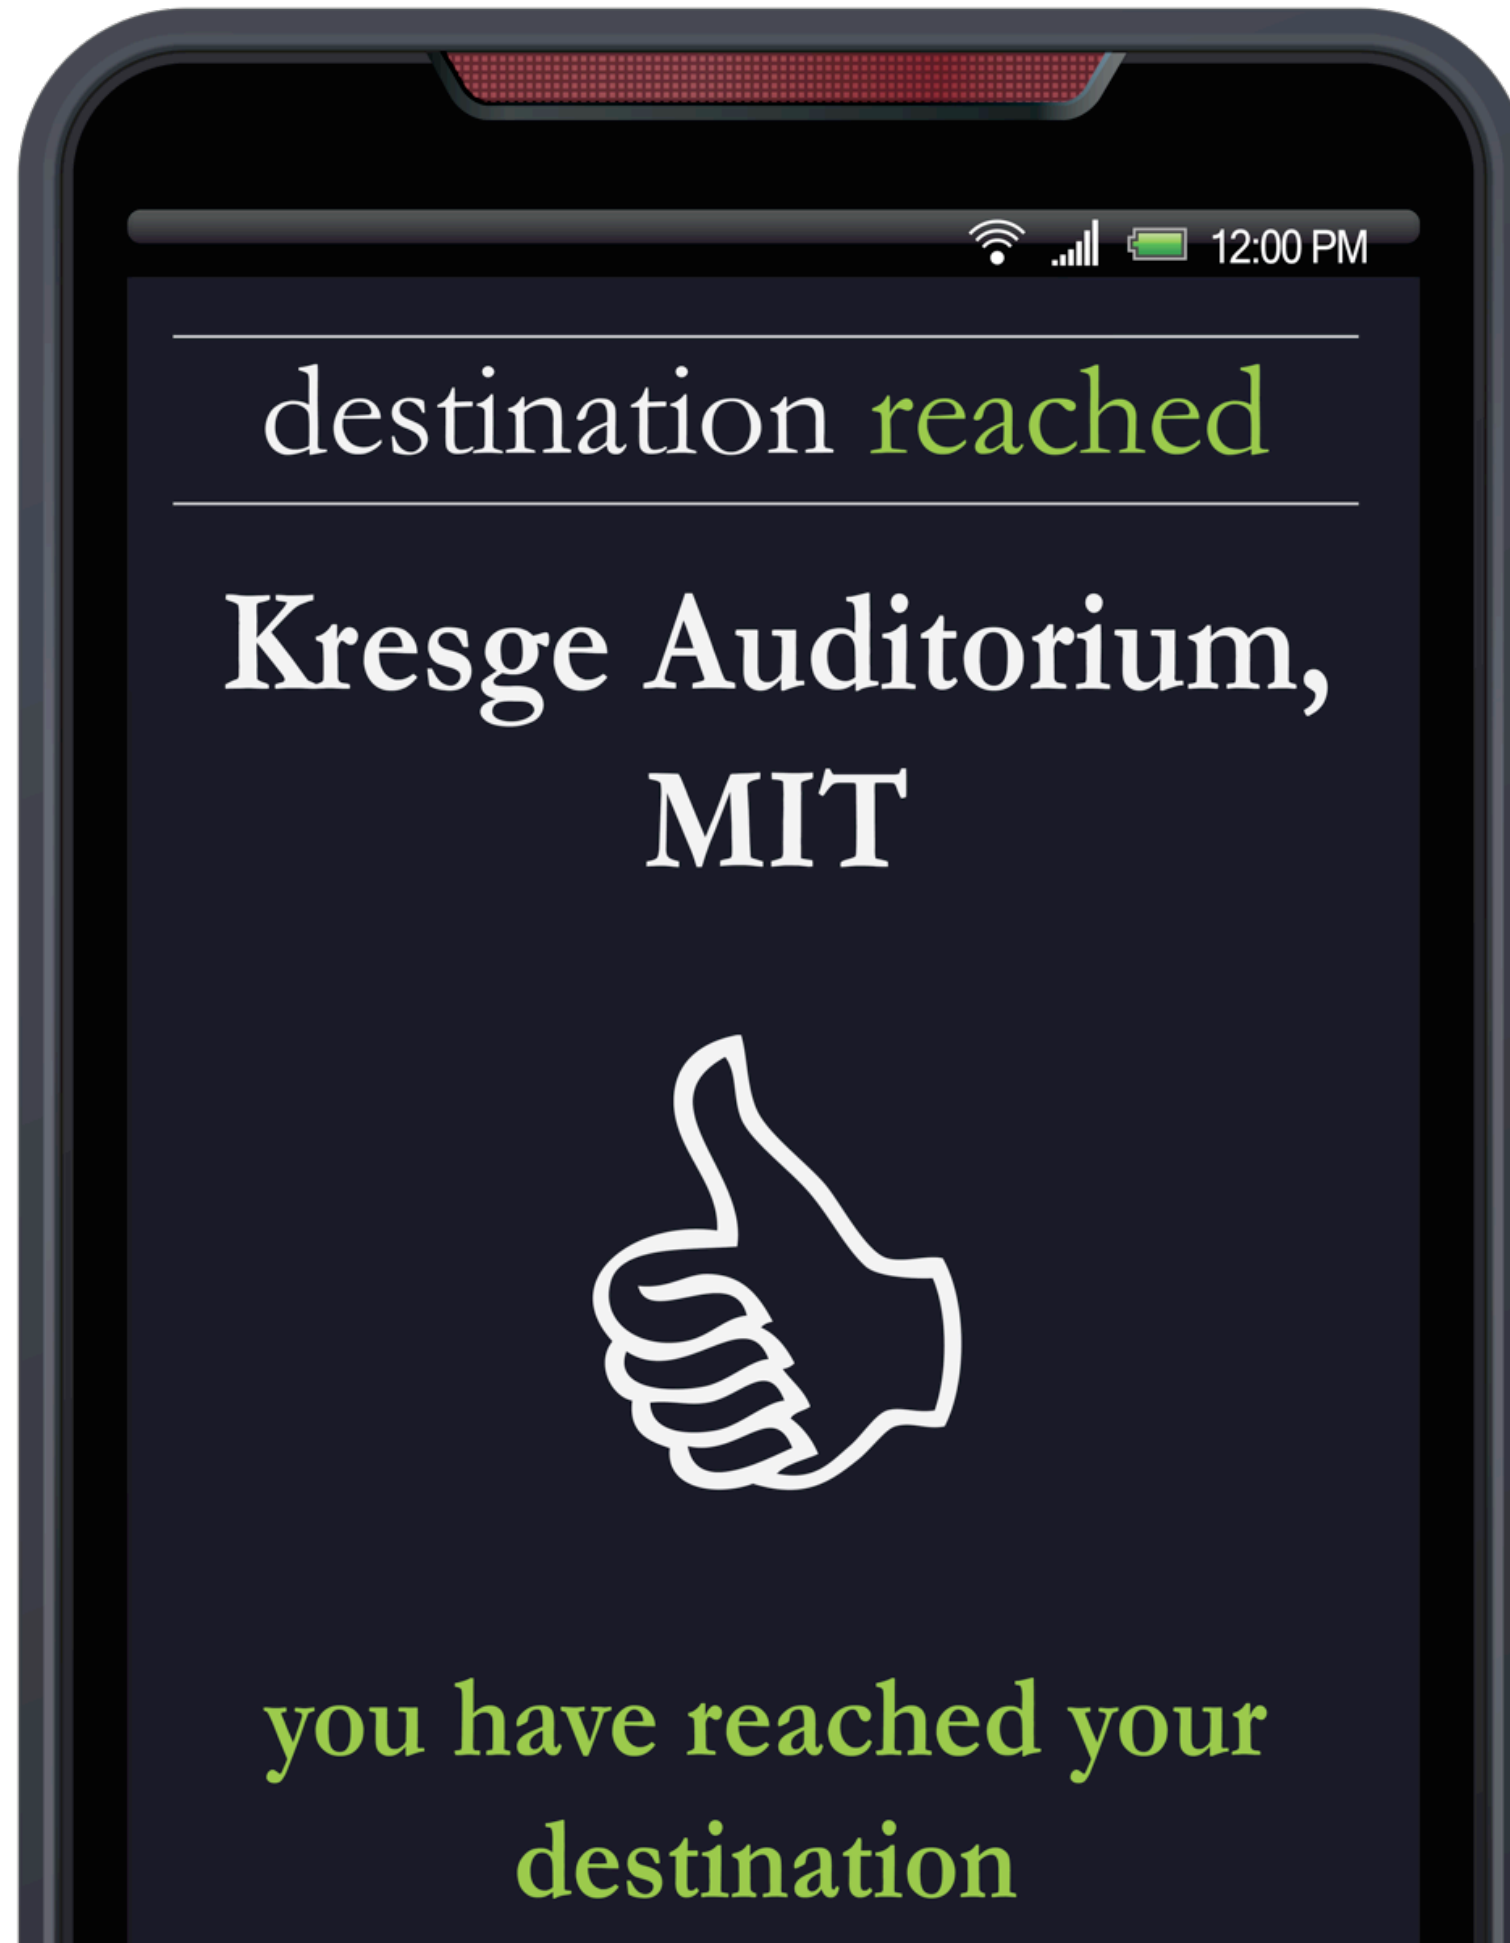 12:00 PM
destination reached
Kresge Auditorium,
MIT
you have reached your
destination